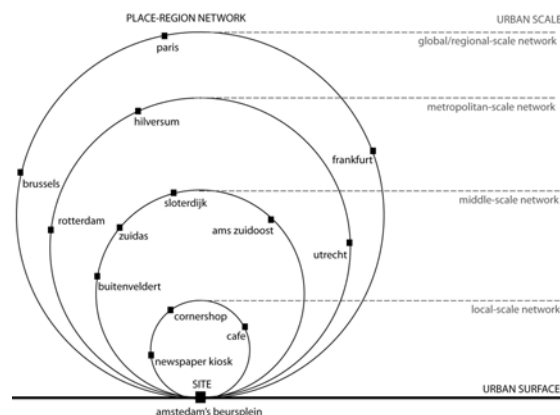 PLACE-REGION NETWORK
URBAN SCALE
global/regional-scale network
paris
metropolitan-scale network
hilversum
frankfurt
brussels
middle-scale network
sloterdijk
rotterdam
zuidas
ams zuidoost
utrecht
buitenveldert
local-scale network
cornershop
cafe
newspaper kiosk
SITE
URBAN SURFACE
amstedam's beursplein